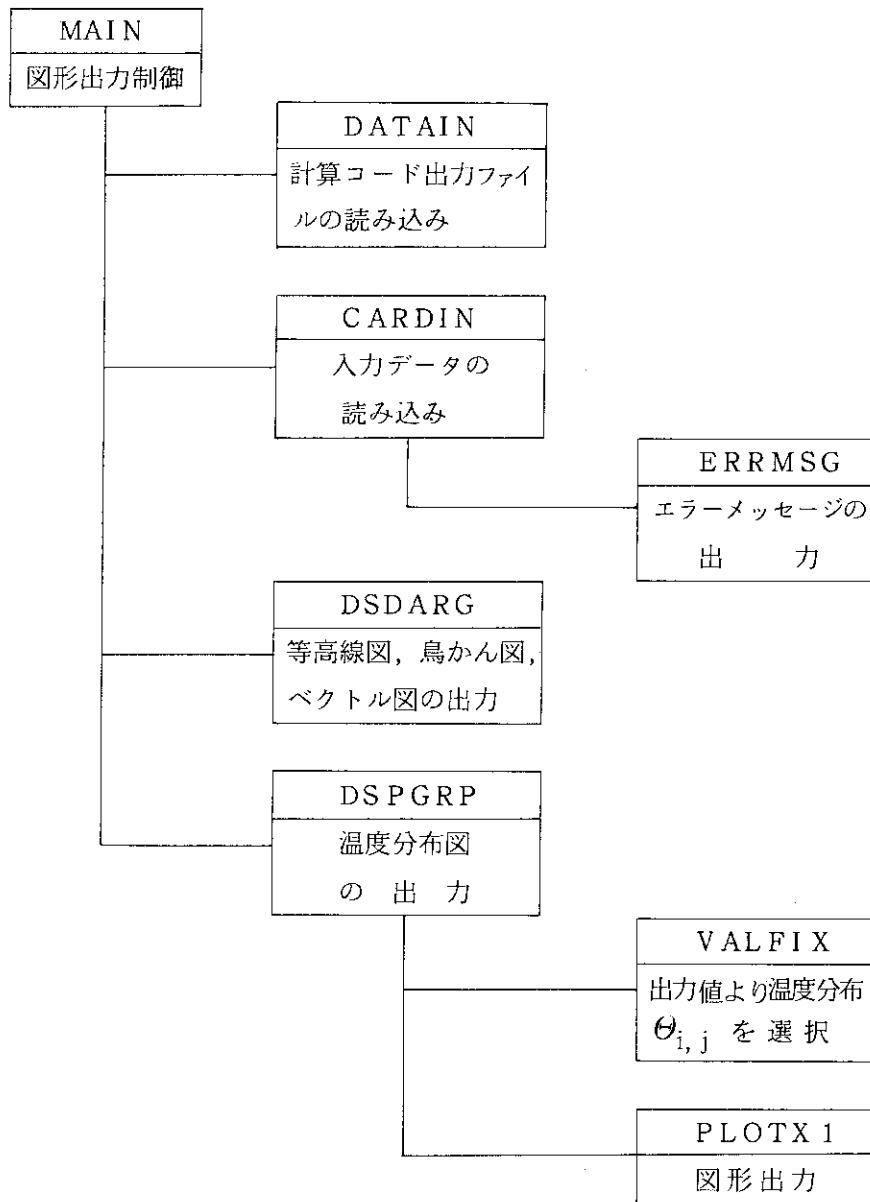 MAIN
図形出力制御
DATAIN
計算コード出力ファイ
ルの読み込み
CARDIN
入力データの
読み込み
ERRMSG
エラーメッセージの
出 力
DSDARG
等高線図, 鳥かん図,
ベクトル図の出力
DSPGRP
温度分布図
の 出 力
VALFIX
出力値より温度分布
Θi, j を 選 択
PLOTX1
図形出力